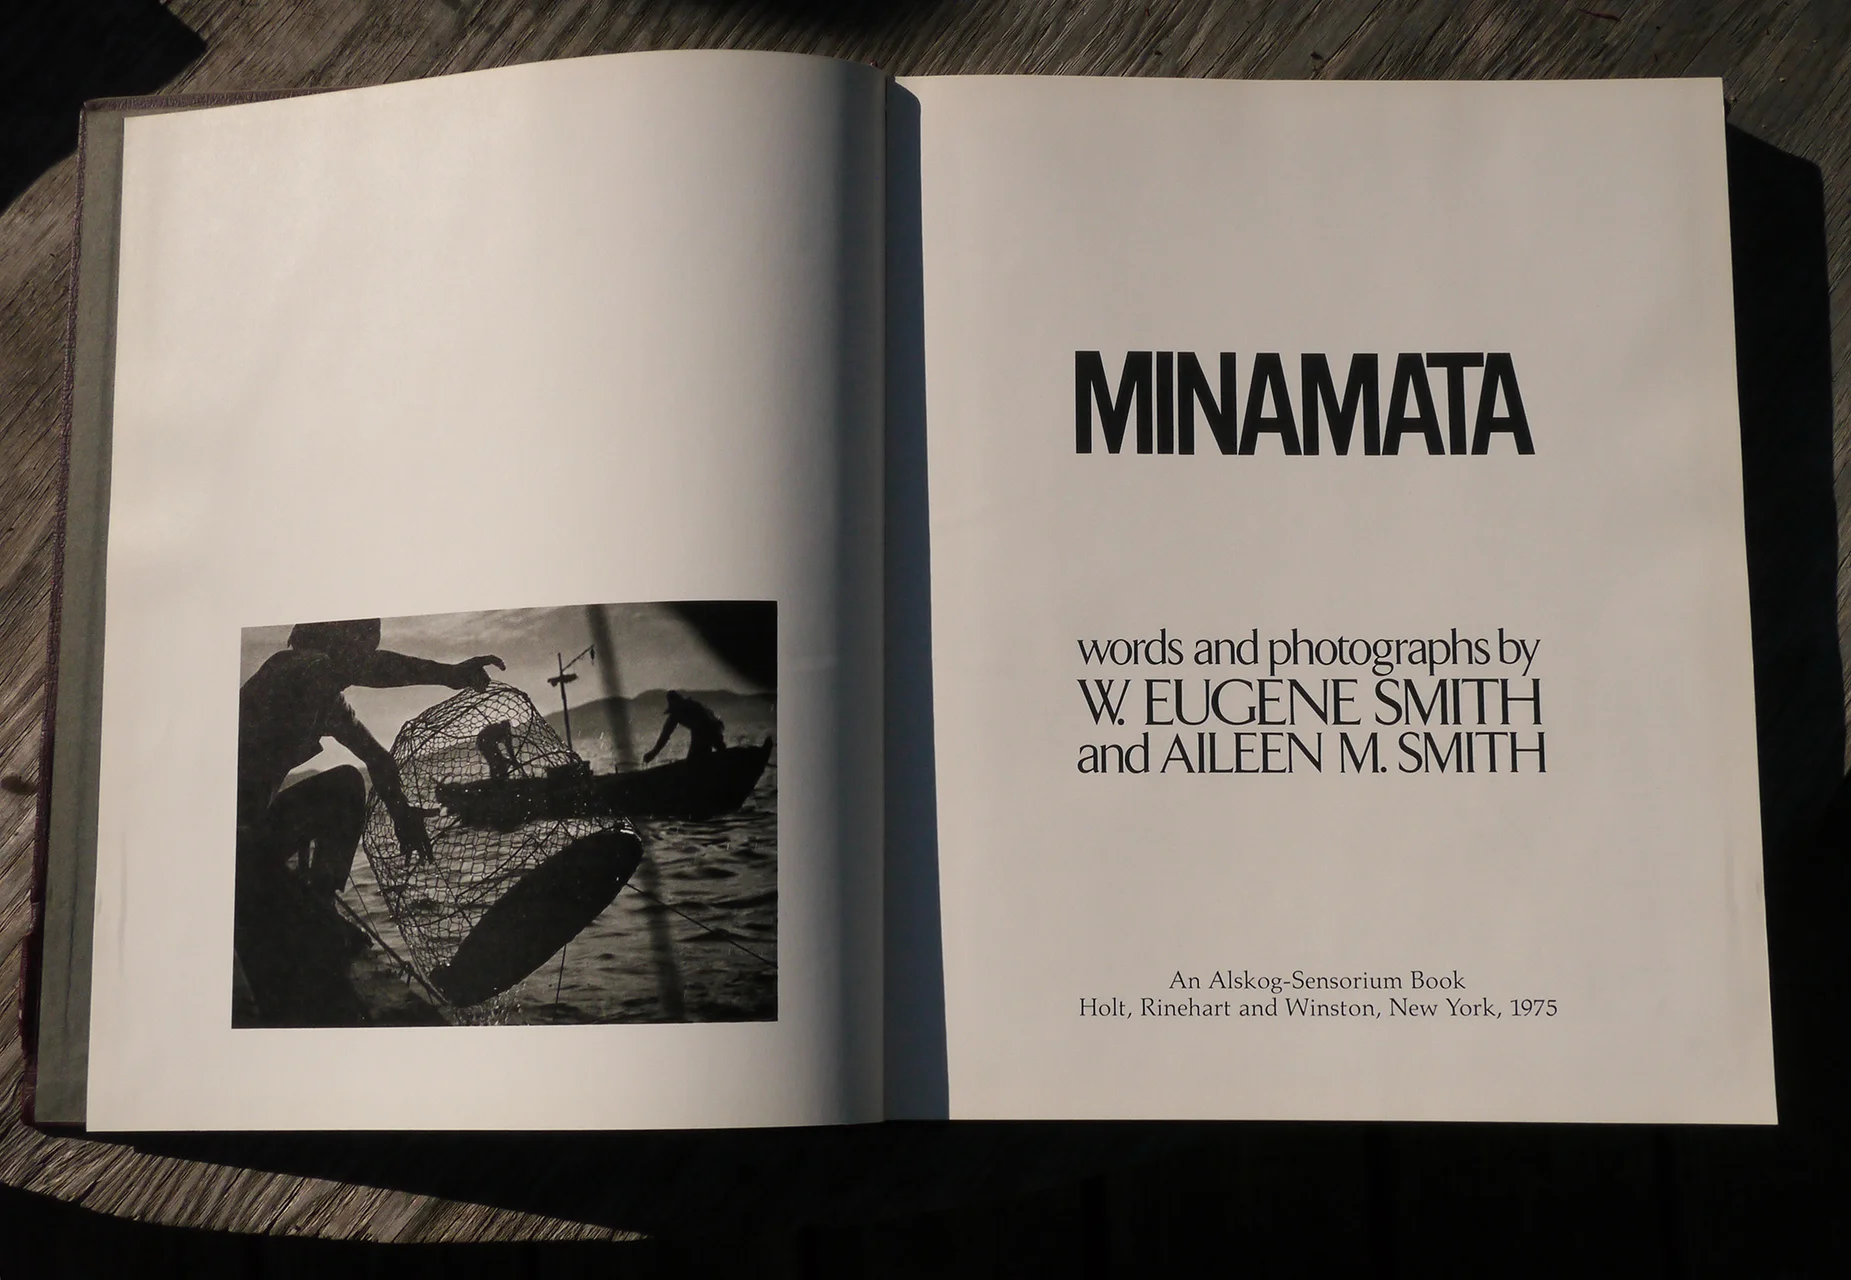 MINAMATA
words and photographs by
W. EUGENE SMITH
and AILEEN M. SMITH
An Alskog-Sensorium Book
Holt, Rinehart and Winston, New York, 1975